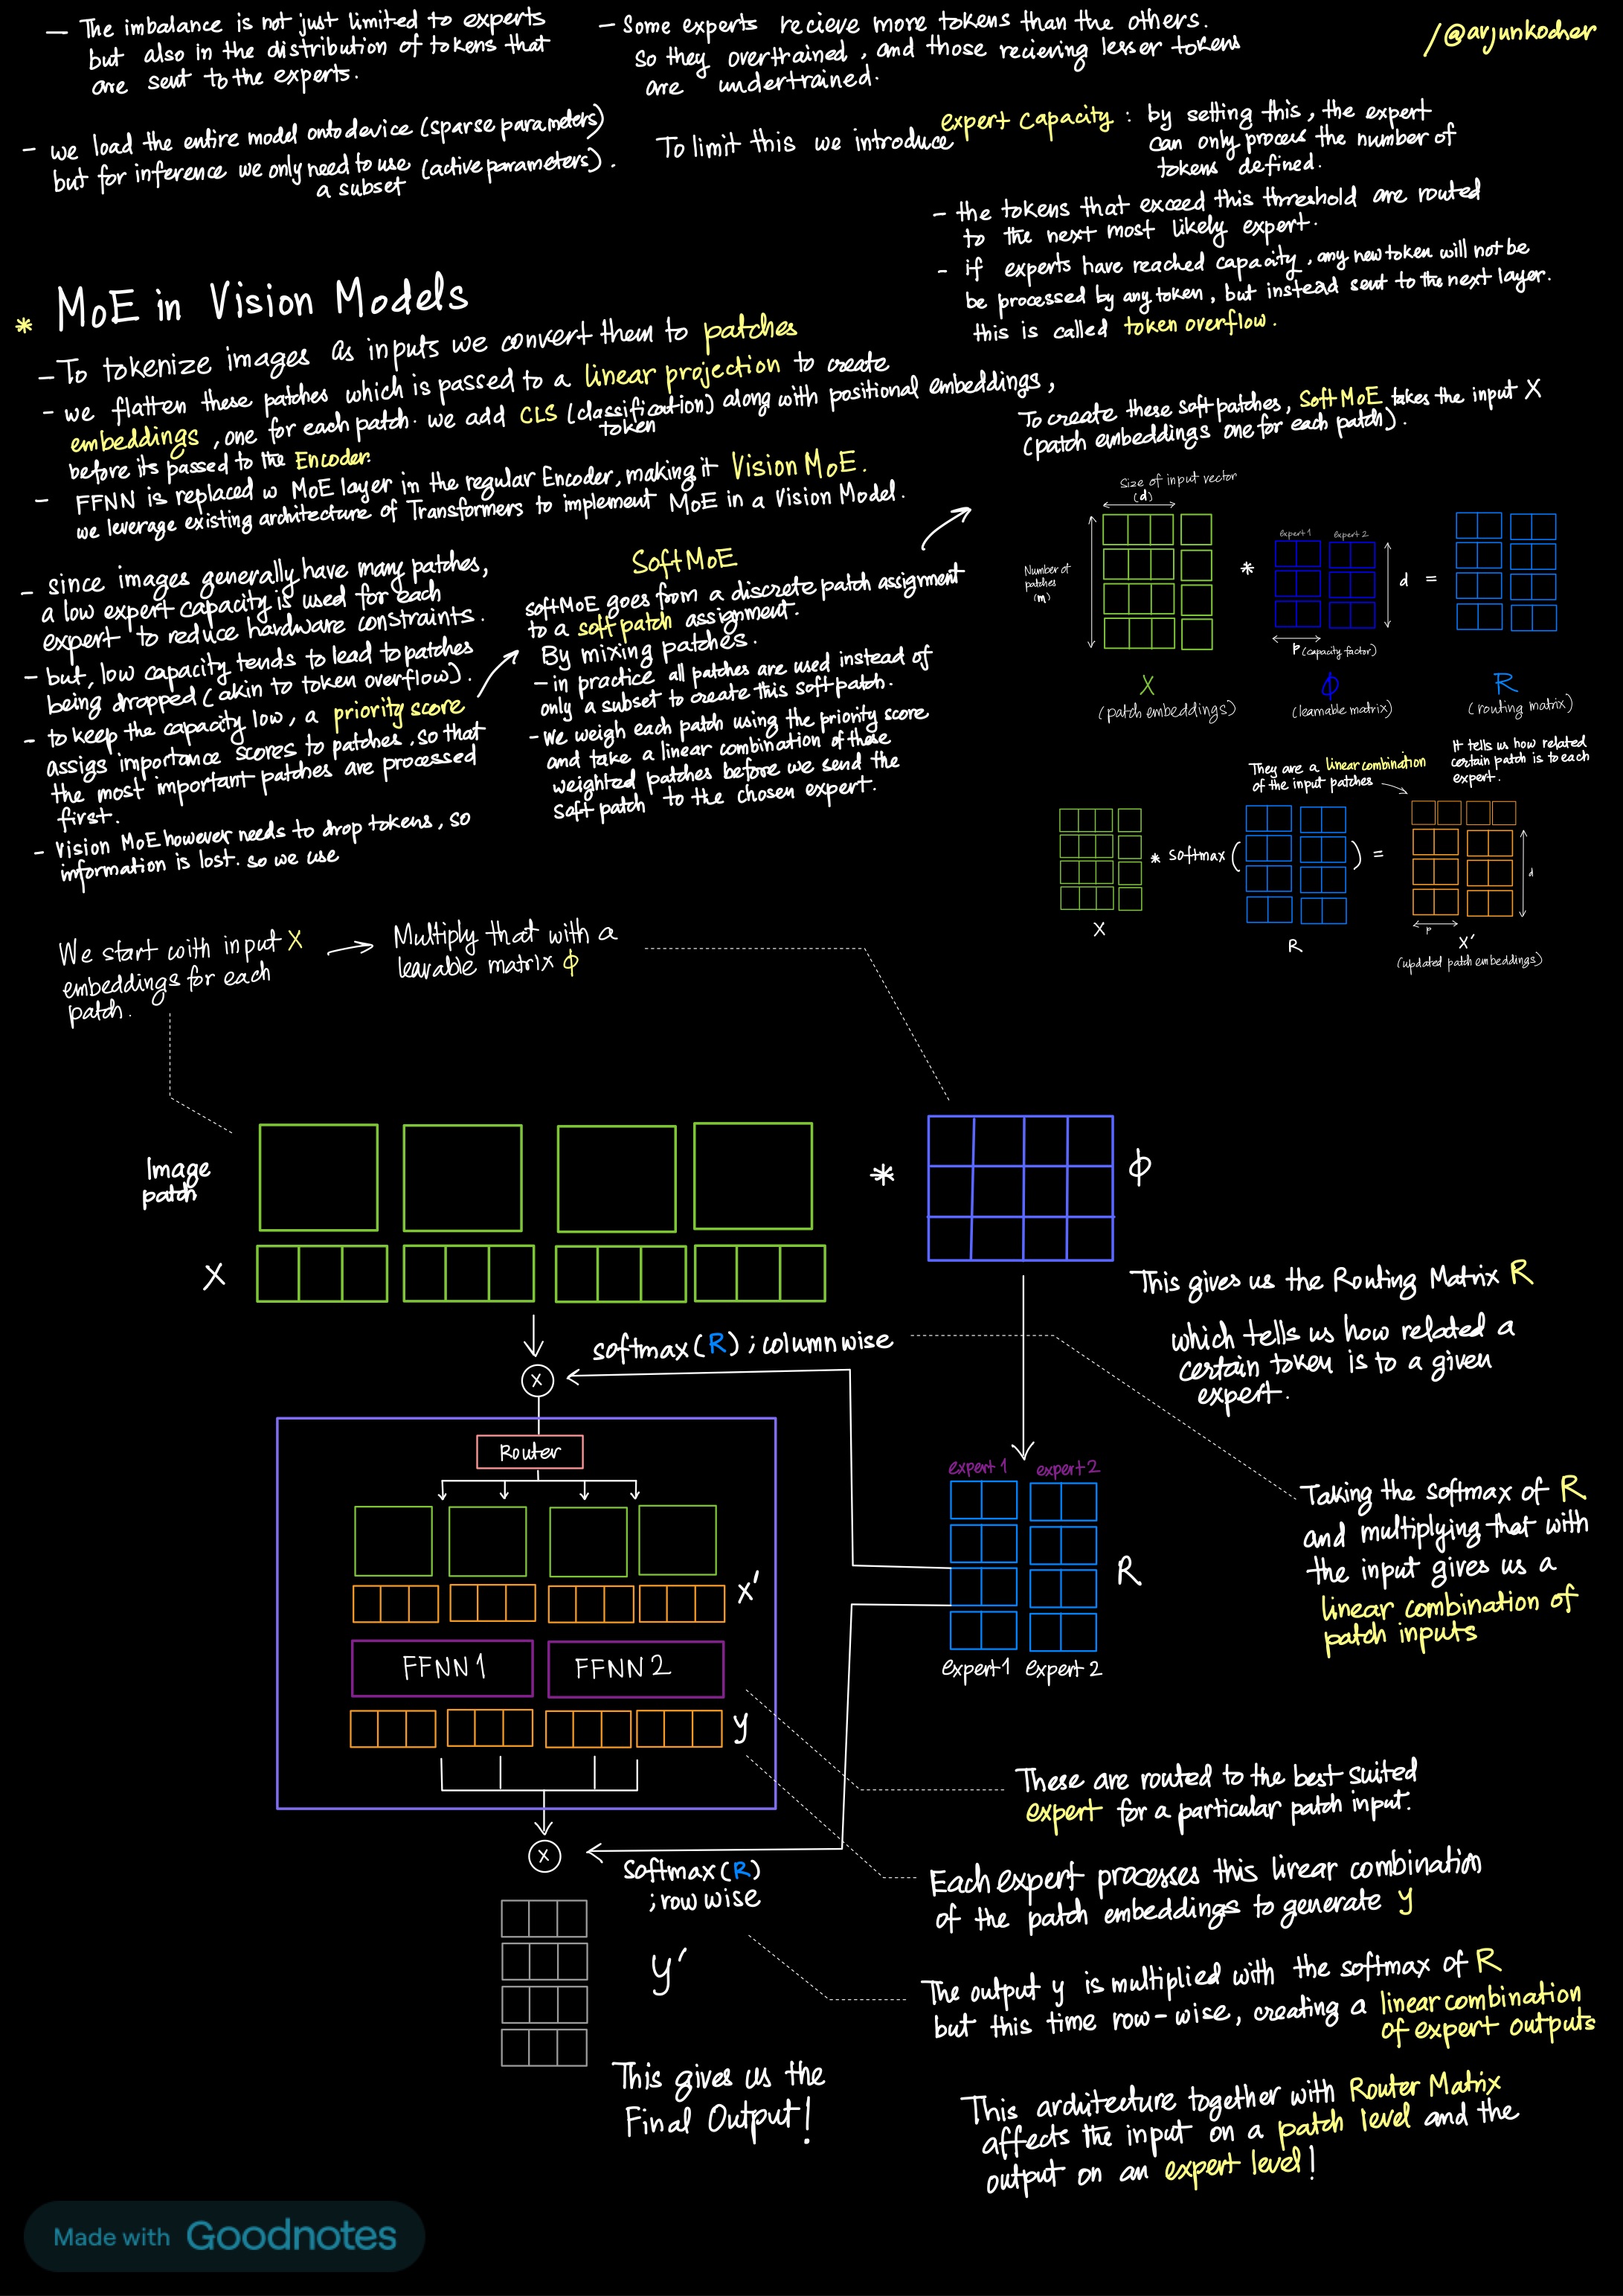 — The imbalance is not just limited to experts
but also in the distribution of tokens that
are sent to the experts.
- we load the entire model onto device (sparse parameters)
but for inference we only need to use (active parameters).
a subset
- Some experts recieve more tokens than the others.
So they overtrained, and those recieving lesser tokens
are undertrained.
/@arjunkocher
To limit this we introduce expert capacity : by setting this, the expert
can only process the number of
tokens defined.
- the tokens that exceed this threshold are routed
to the next most likely expert.
- if experts have reached capacity, any new token will not be
be processed by any token, but instead sent to the next layer.
this is called token overflow.
* MoE in Vision Models
- To tokenize images as inputs we convert them to patches
- we flatten these patches which is passed to a linear projection to create
embeddings, one for each patch. we add CLS (classification) along with positional embeddings,
token
before its passed to the Encoder.
- FFNN is replaced w MoE layer in the regular Encoder, making it Vision MoE.
we leverage existing architecture of Transformers to implement MoE in a Vision Model.
- since images generally have many patches,
a low expert capacity is used for each
expert to reduce hardware constraints.
- but, low capacity tends to lead to patches
being dropped (akin to token overflow).
- to keep the capacity low, a priority score
assigs importance scores to patches, so that
the most important patches are processed
first.
- Vision MoE however needs to drop tokens, so
information is lost. so we use
Soft MoE
softMoE goes from a discrete patch assignment
to a soft patch assignment.
By mixing patches.
- in practice all patches are used instead of
only a subset to create this soft patch.
- We weigh each patch using the priority score
and take a linear combination of these
weighted patches before we send the
soft patch to the chosen expert.
To create these soft patches, Soft MoE takes the input X
(patch embeddings one for each patch).
Size of input vector
(d)
Number of
patches
(m)
*
expert 1
expert 2
d
=
P (capacity factor)
X
ϕ
R
(patch embeddings)
(learnable matrix)
(routing matrix)
They are a linear combination
of the input patches
It tells us how related
certain patch is to each
expert.
* softmax ( ) =
d
P
X
R
X'
(updated patch embeddings)
We start with input X
embeddings for each
patch.
Multiply that with a
learable matrix ϕ
Image
patch
*
ϕ
X
This gives us the Routing Matrix R
which tells us how related a
certain token is to a given
expert.
softmax(R) ; columnwise
X
Router
expert 1
expert 2
R
expert 1
expert 2
Taking the softmax of R
and multiplying that with
the input gives us a
linear combination of
patch inputs
X'
FFNN 1
FFNN 2
y
These are routed to the best suited
expert for a particular patch input.
X
softmax(R)
; row wise
Each expert processes this linear combination
of the patch embeddings to generate y
y'
The output y is multiplied with the softmax of R
but this time row-wise, creating a linear combination
of expert outputs
This gives us the
Final Output!
This architecture together with Router Matrix
affects the input on a patch level and the
output on an expert level!
Made with Goodnotes